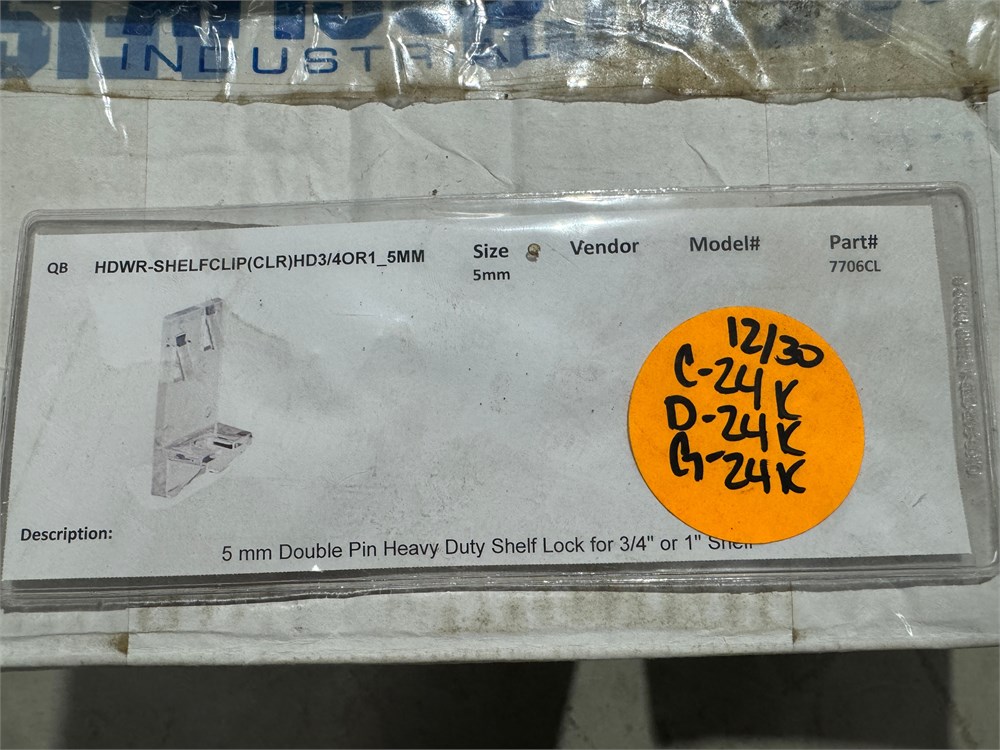 INDUSTRIAL
QB HDWR-SHELFCLIP(CLR)HD3/4OR1_5MM
Size Vendor Model# Part#
5mm 7706CL
12/30
C-24K
D-24K
24K
Description:
5 mm Double Pin Heavy Duty Shelf Lock for 3/4" or 1" Shelf